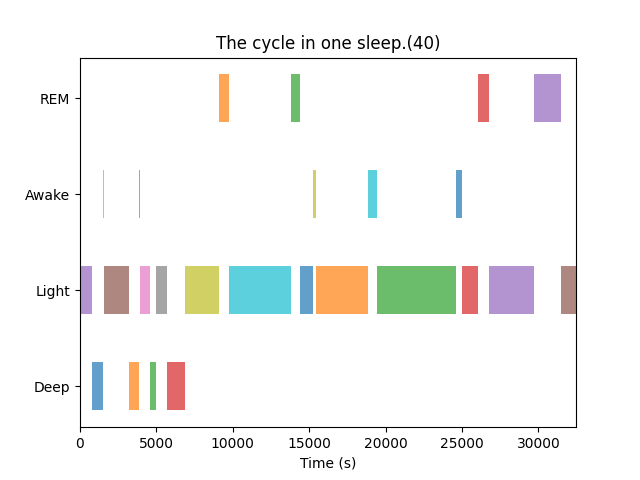 The cycle in one sleep.(40)
REM
Awake
Light
Deep
0 5000 10000 15000 20000 25000 30000
Time (s)